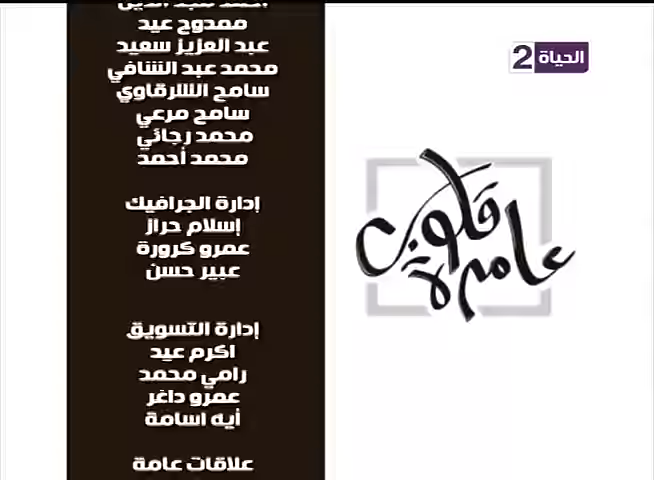 ممدوح عيد
عبد العزيز سعيد
محمد عبد الشافي
سامح الشرقاوي
سامح مرعي
محمد رجائي
محمد أحمد
إدارة الجرافيك
إسلام حراز
عمرو كرورة
عبير حسن
إدارة التسويق
اكرم عيد
رامي محمد
عمرو داغر
أيه اسامة
علاقات عامة
الحياة 2
قلوب
عامرة